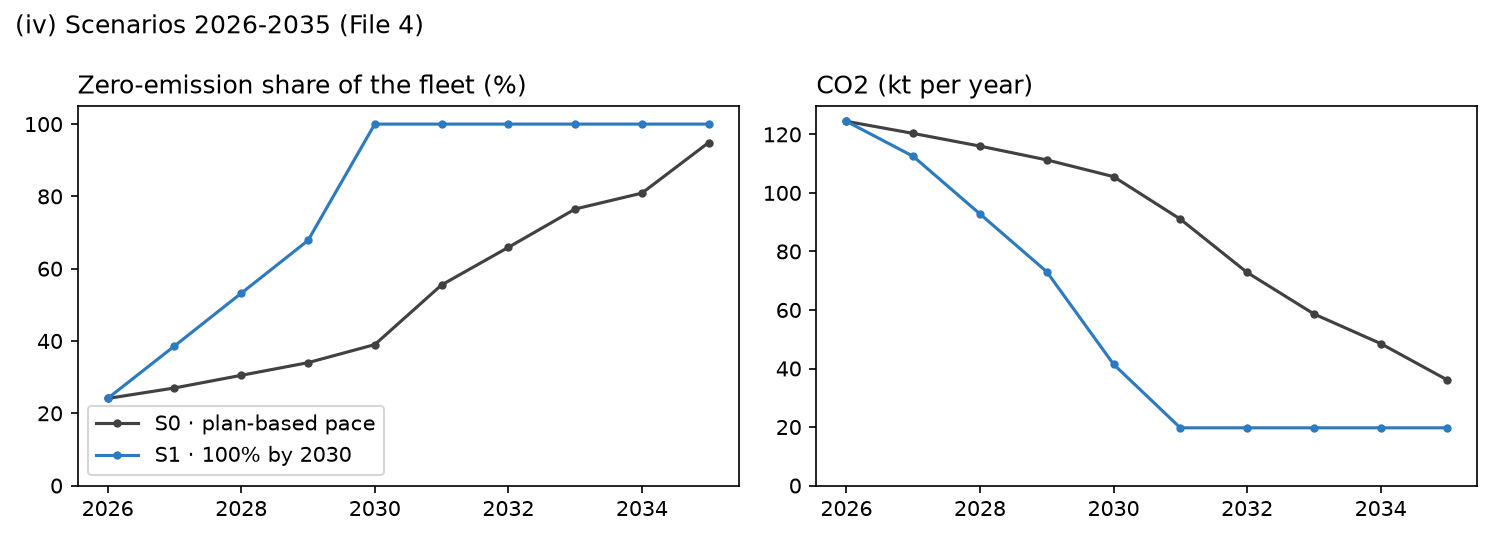 (iv) Scenarios 2026-2035 (File 4)
Zero-emission share of the fleet (%)
100
80
60
40
20
0
S0 · plan-based pace
S1 · 100% by 2030
2026 2028 2030 2032 2034
CO2 (kt per year)
120
100
80
60
40
20
0
2026 2028 2030 2032 2034